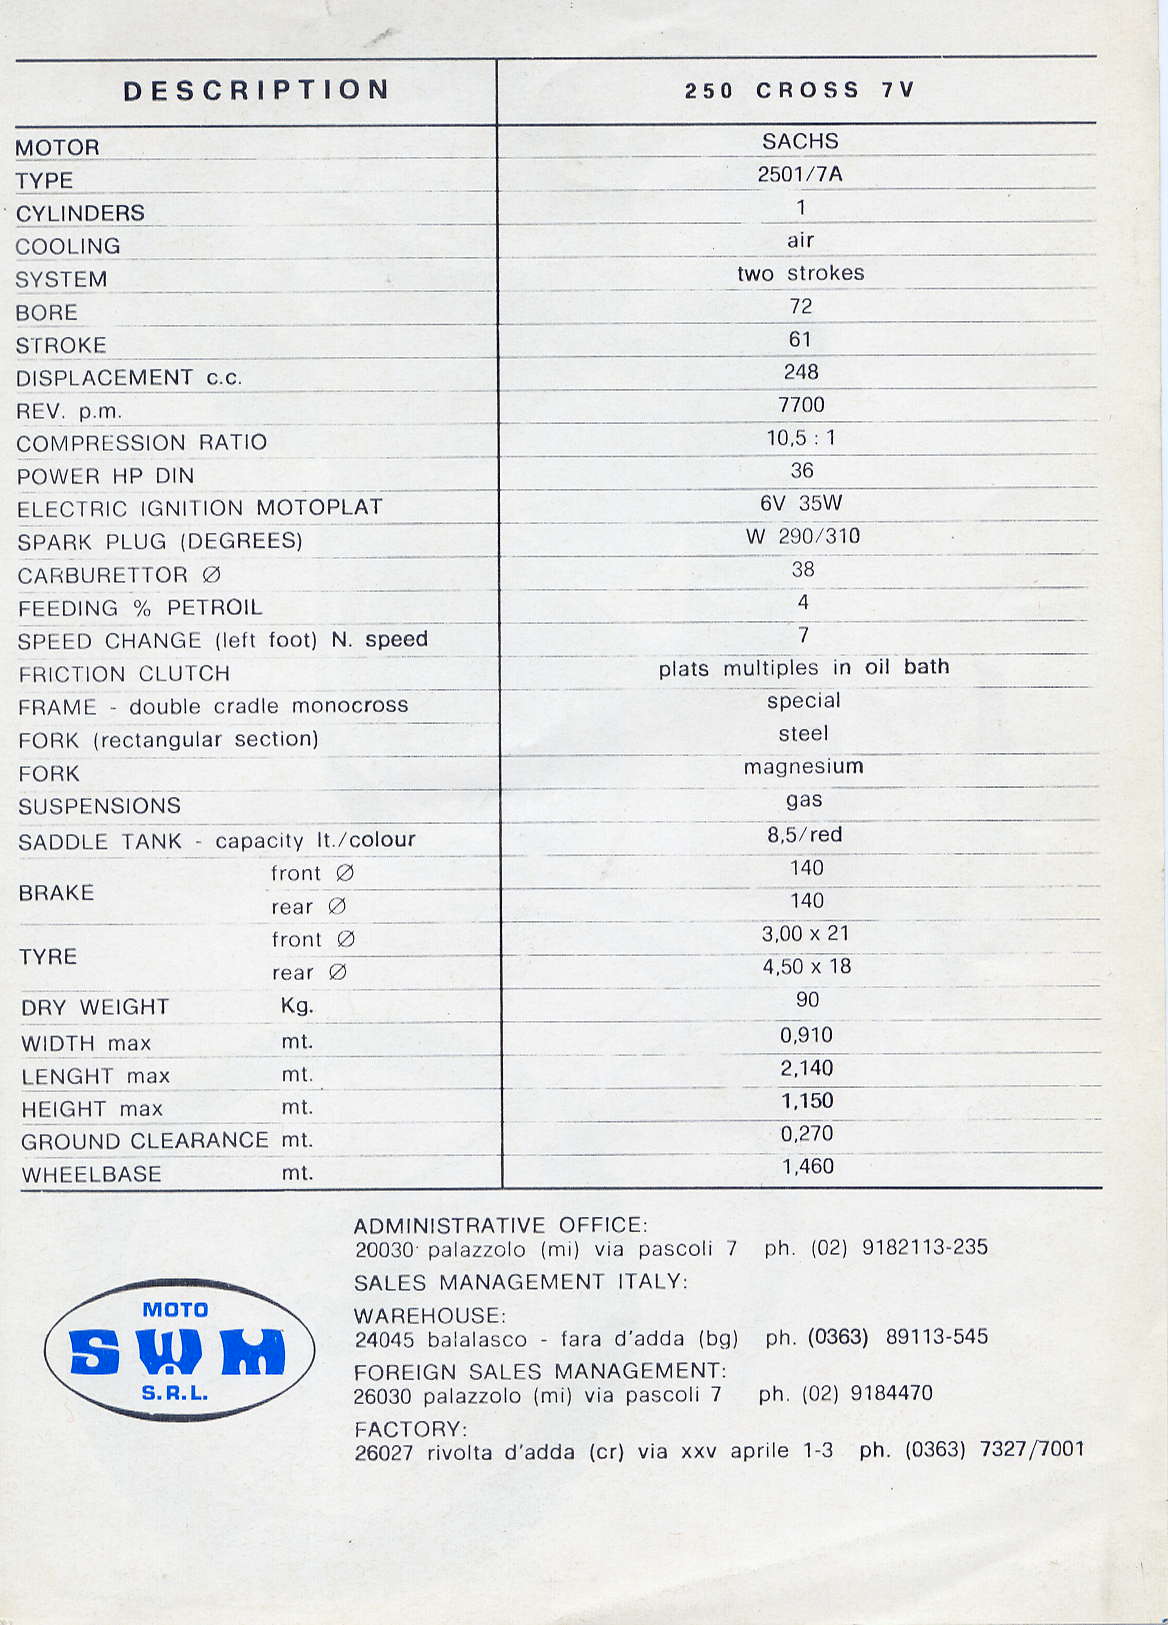 DESCRIPTION 250 CROSS 7V
MOTOR SACHS
TYPE 2501/7A
CYLINDERS 1
COOLING air
SYSTEM two strokes
BORE 72
STROKE 61
DISPLACEMENT c.c. 248
REV. p.m. 7700
COMPRESSION RATIO 10,5 : 1
POWER HP DIN 36
ELECTRIC IGNITION MOTOPLAT 6V 35W
SPARK PLUG (DEGREES) W 290/310
CARBURETTOR Ø 38
FEEDING % PETROIL 4
SPEED CHANGE (left foot) N. speed 7
FRICTION CLUTCH plats multiples in oil bath
FRAME - double cradle monocross special
FORK (rectangular section) steel
FORK magnesium
SUSPENSIONS gas
SADDLE TANK - capacity lt./colour 8,5/red
BRAKE
front Ø 140
rear Ø 140
TYRE
front Ø 3,00 x 21
rear Ø 4,50 x 18
DRY WEIGHT Kg. 90
WIDTH max mt. 0,910
LENGHT max mt. 2,140
HEIGHT max mt. 1,150
GROUND CLEARANCE mt. 0,270
WHEELBASE mt. 1,460
ADMINISTRATIVE OFFICE:
20030 palazzolo (mi) via pascoli 7 ph. (02) 9182113-235
SALES MANAGEMENT ITALY:
WAREHOUSE:
24045 balalasco - fara d'adda (bg) ph. (0363) 89113-545
FOREIGN SALES MANAGEMENT:
26030 palazzolo (mi) via pascoli 7 ph. (02) 9184470
FACTORY:
26027 rivolta d'adda (cr) via xxv aprile 1-3 ph. (0363) 7327/7001
MOTO
SWM
S.R.L.